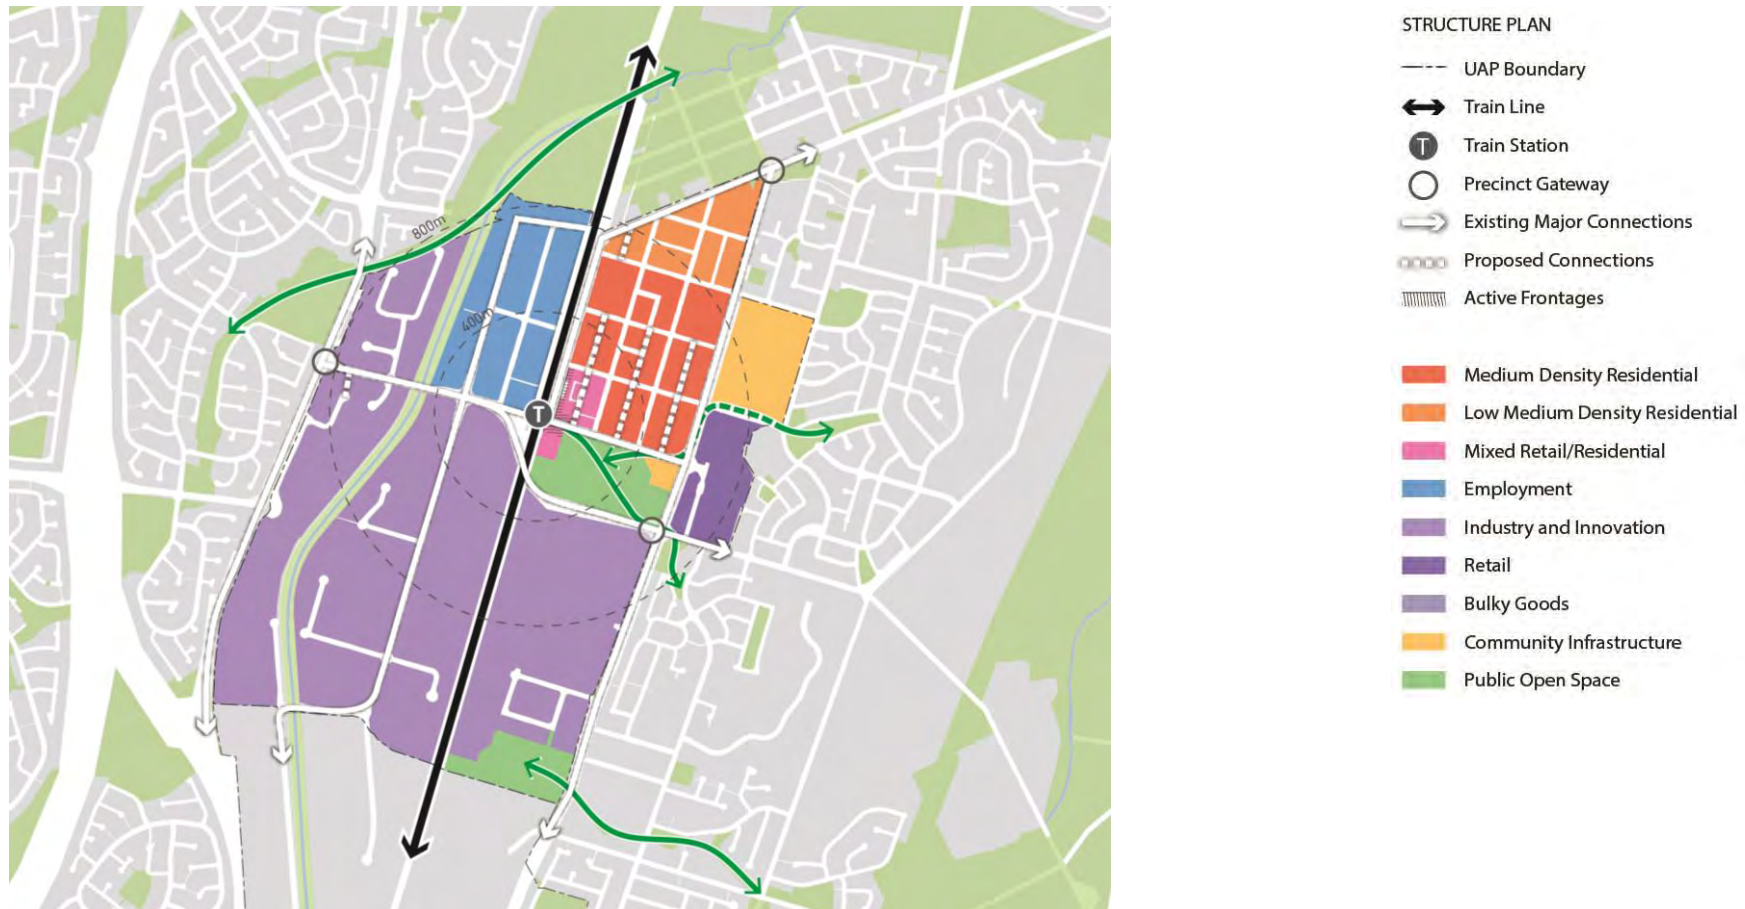 STRUCTURE PLAN
UAP Boundary
Train Line
T Train Station
Precinct Gateway
Existing Major Connections
Proposed Connections
Active Frontages
Medium Density Residential
Low Medium Density Residential
Mixed Retail/Residential
Employment
Industry and Innovation
Retail
Bulky Goods
Community Infrastructure
Public Open Space
800m
400m
T